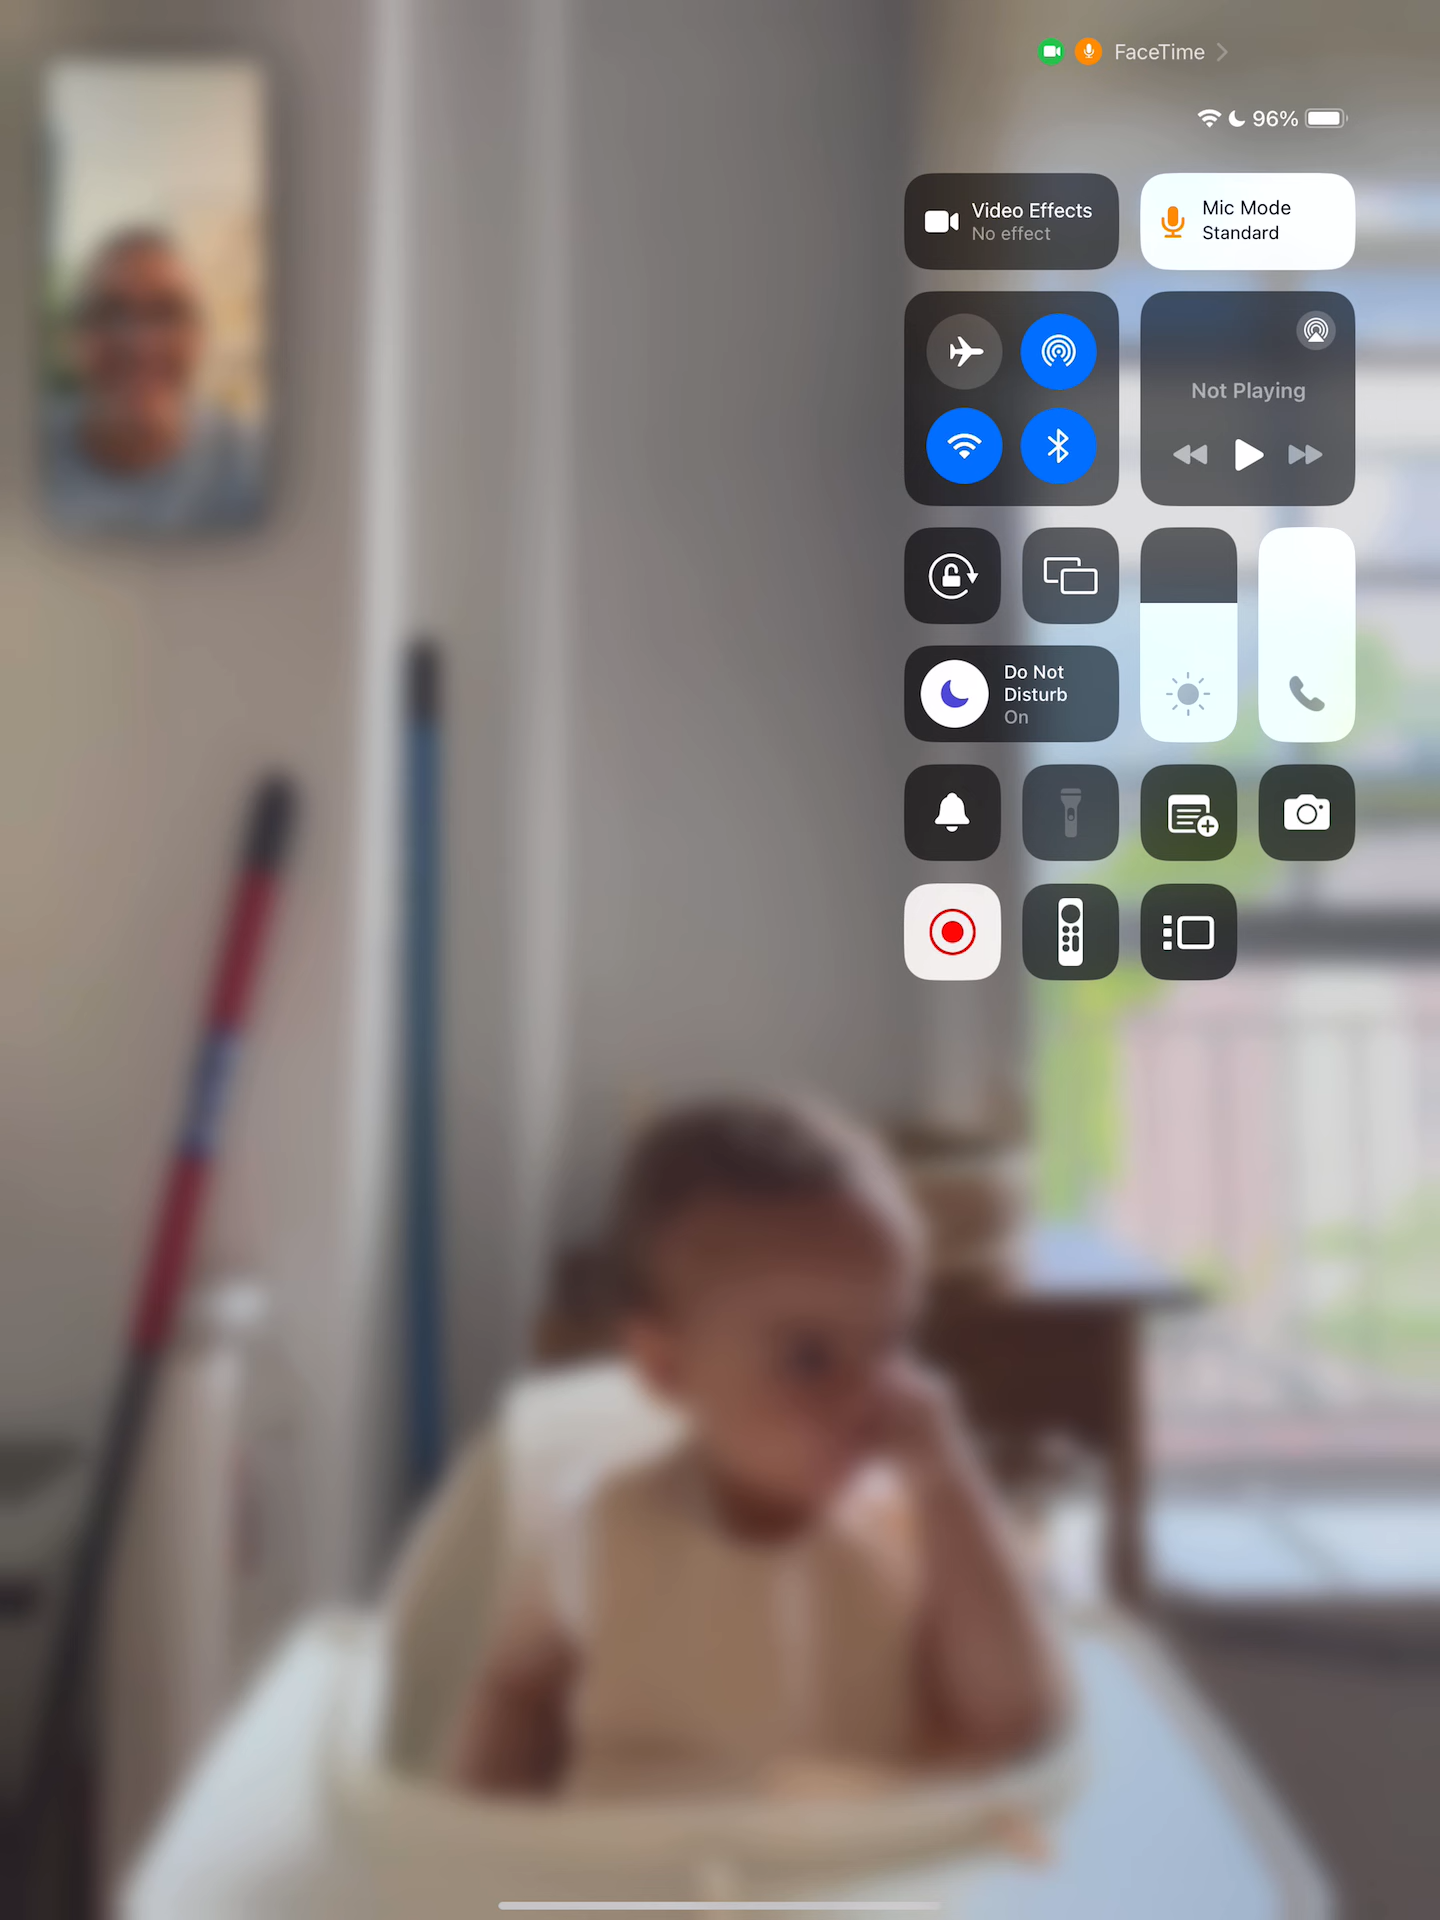 FaceTime
96%
Video Effects
No effect
Mic Mode
Standard
Not Playing
Do Not
Disturb
On